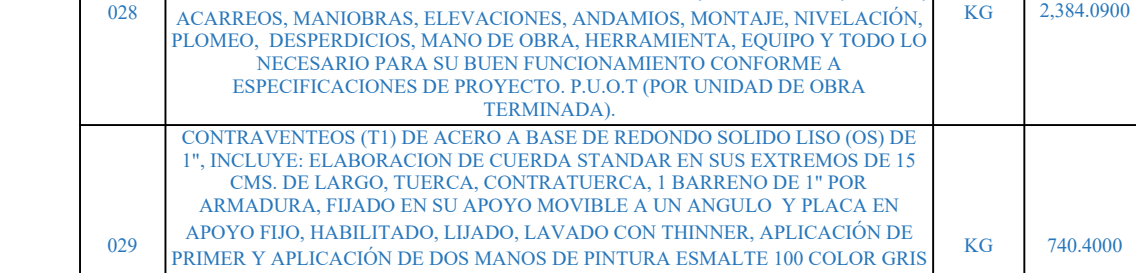 028
ACARREOS, MANIOBRAS, ELEVACIONES, ANDAMIOS, MONTAJE, NIVELACIÓN,
KG
2,384.0900
PLOMEO, DESPERDICIOS, MANO DE OBRA, HERRAMIENTA, EQUIPO Y TODO LO
NECESARIO PARA SU BUEN FUNCIONAMIENTO CONFORME A
ESPECIFICACIONES DE PROYECTO. P.U.O.T (POR UNIDAD DE OBRA
TERMINADA).
CONTRAVENTEOS (T1) DE ACERO A BASE DE REDONDO SOLIDO LISO (OS) DE
1", INCLUYE: ELABORACION DE CUERDA STANDAR EN SUS EXTREMOS DE 15
CMS. DE LARGO, TUERCA, CONTRATUERCA, 1 BARRENO DE 1" POR
ARMADURA, FIJADO EN SU APOYO MOVIBLE A UN ANGULO Y PLACA EN
APOYO FIJO, HABILITADO, LIJADO, LAVADO CON THINNER, APLICACIÓN DE
029
KG
740.4000
PRIMER Y APLICACIÓN DE DOS MANOS DE PINTURA ESMALTE 100 COLOR GRIS